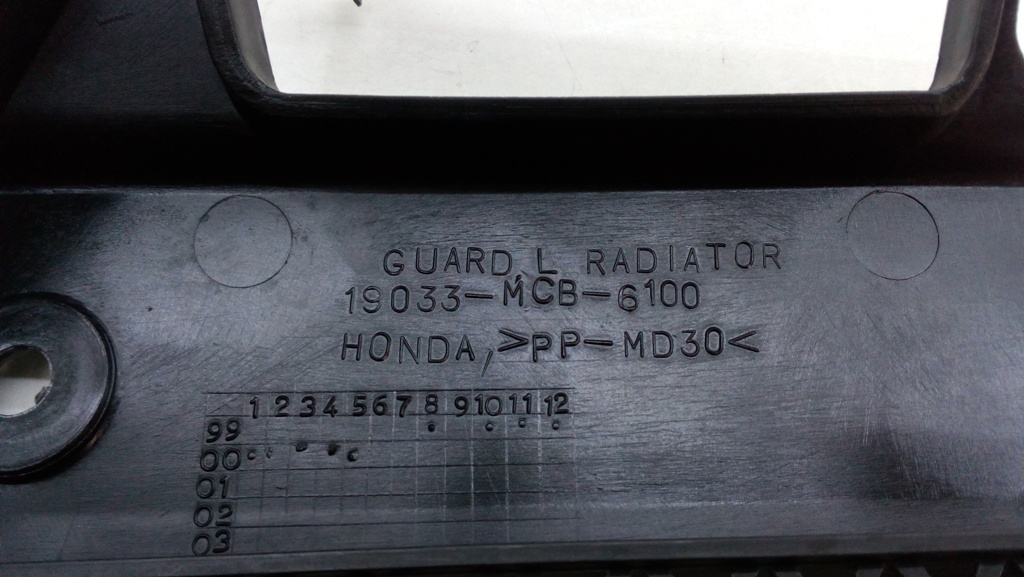 GUARD, L RADIATOR
19033-MCB-6100
HONDA, >PP-MD30<
1 2 3 4 5 6 7 8 9 10 11 12
99
00
01
02
03